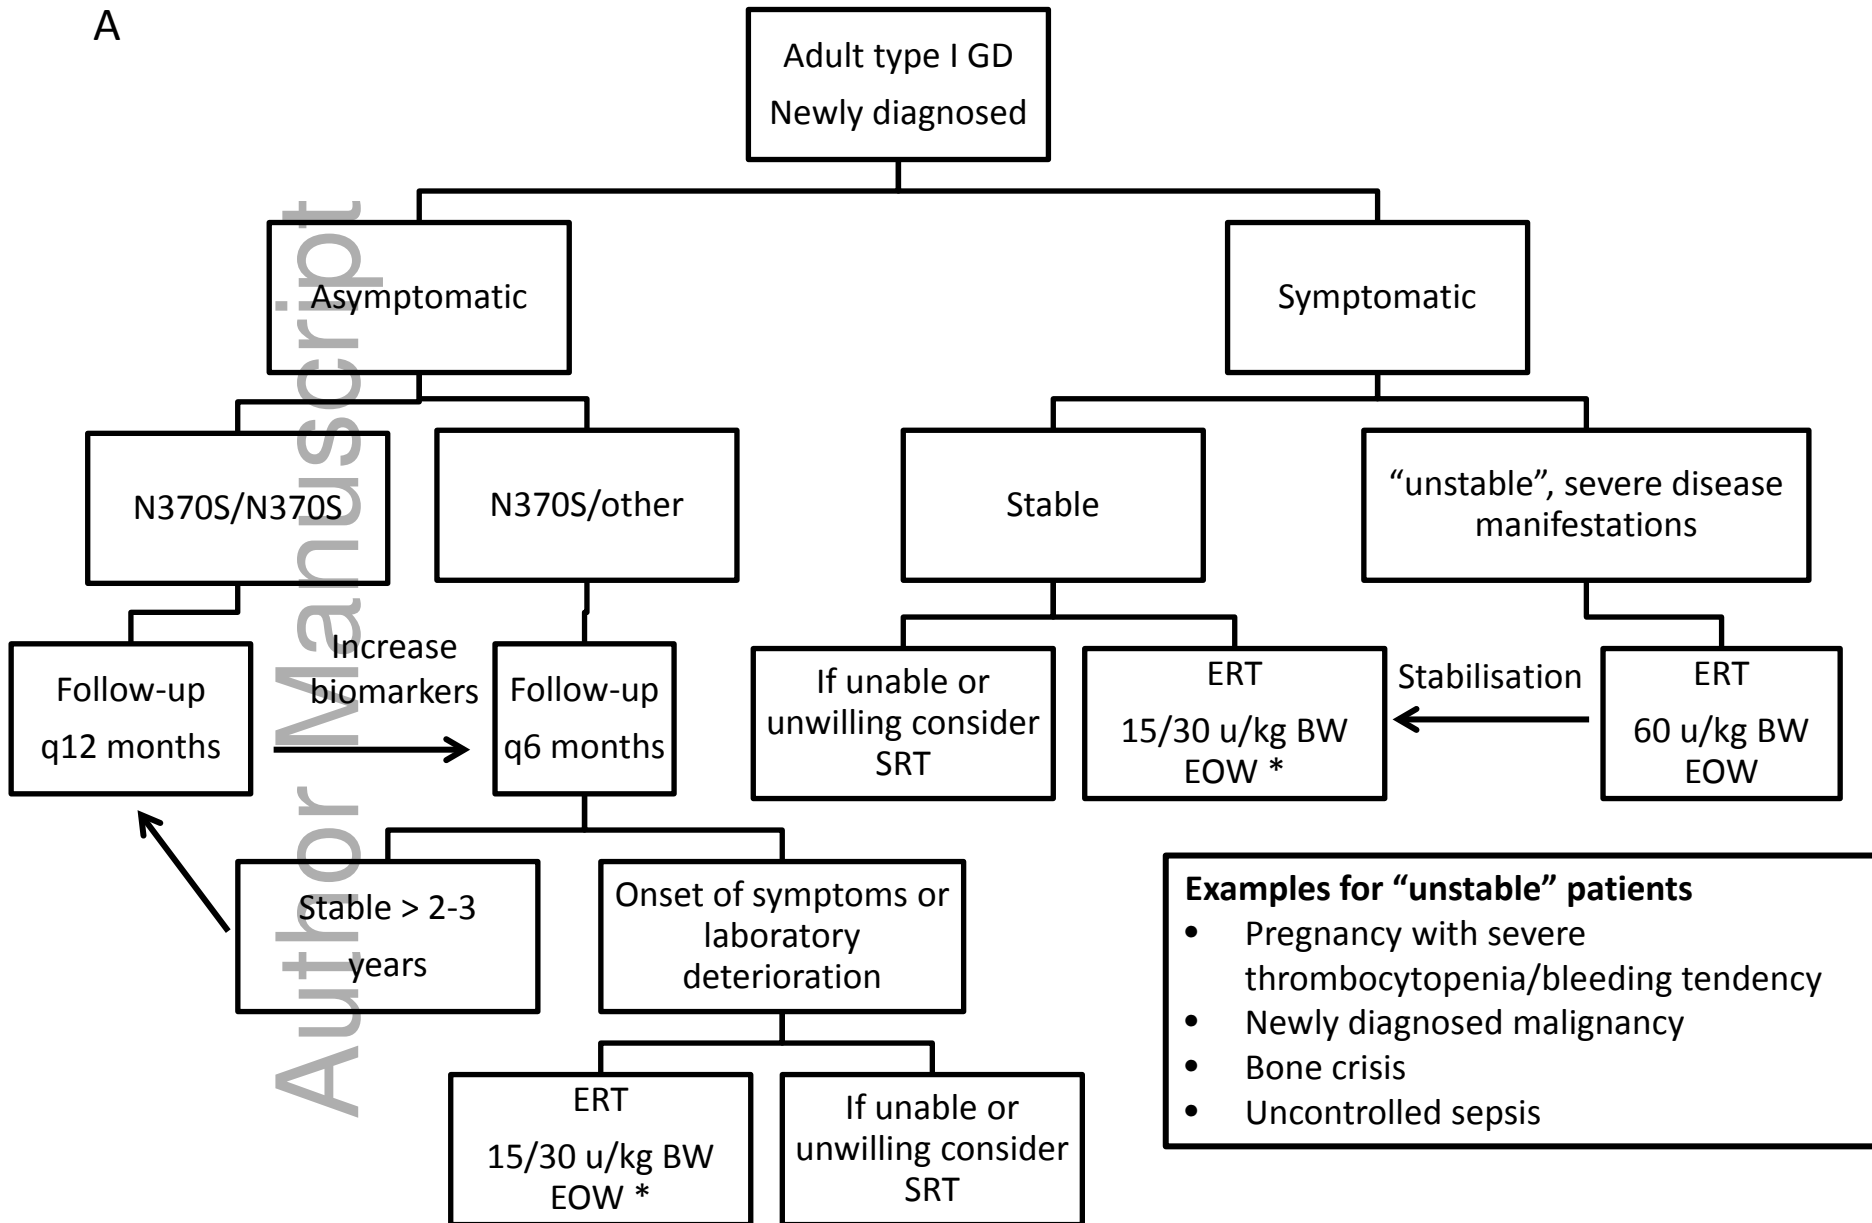 A
Adult type I GD
Newly diagnosed
Asymptomatic
Symptomatic
N370S/N370S
N370S/other
Stable
“unstable”, severe disease
manifestations
Follow-up
q12 months
Increase
biomarkers
Follow-up
q6 months
If unable or
unwilling consider
SRT
ERT
15/30 u/kg BW
EOW *
Stabilisation
ERT
60 u/kg BW
EOW
Stable > 2-3
years
Onset of symptoms or
laboratory
deterioration
ERT
15/30 u/kg BW
EOW *
If unable or
unwilling consider
SRT
Examples for “unstable” patients
• Pregnancy with severe
thrombocytopenia/bleeding tendency
• Newly diagnosed malignancy
• Bone crisis
• Uncontrolled sepsis
Author Manuscript